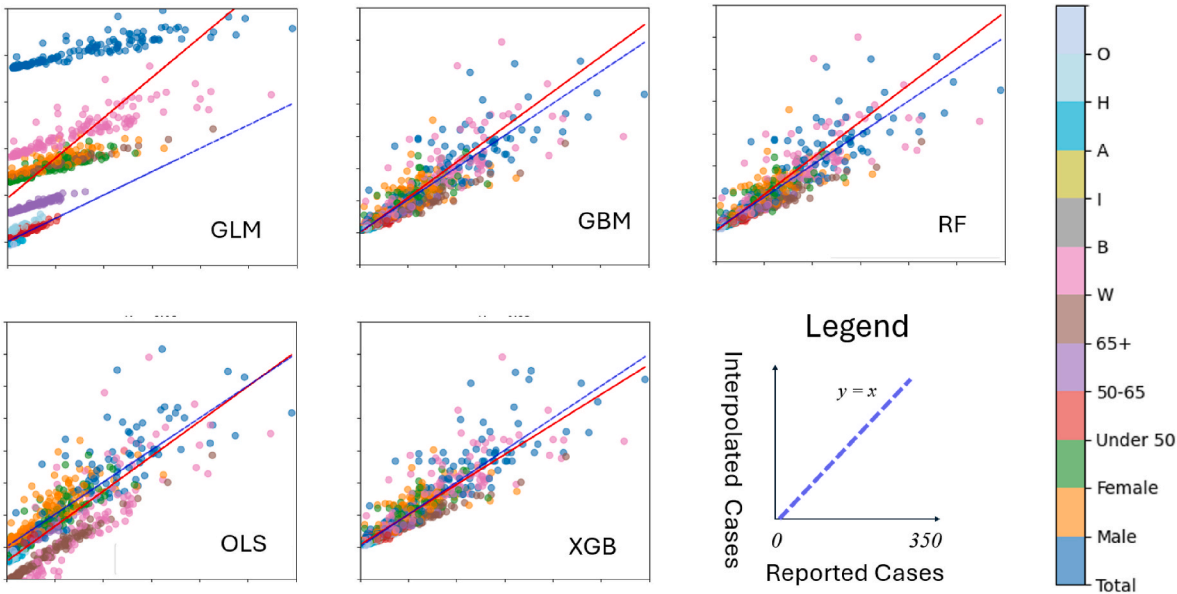 GLM
GBM
RF
OLS
XGB
Legend
Interpolated Cases
y = x
0
350
Reported Cases
O
H
A
I
B
W
65+
50-65
Under 50
Female
Male
Total